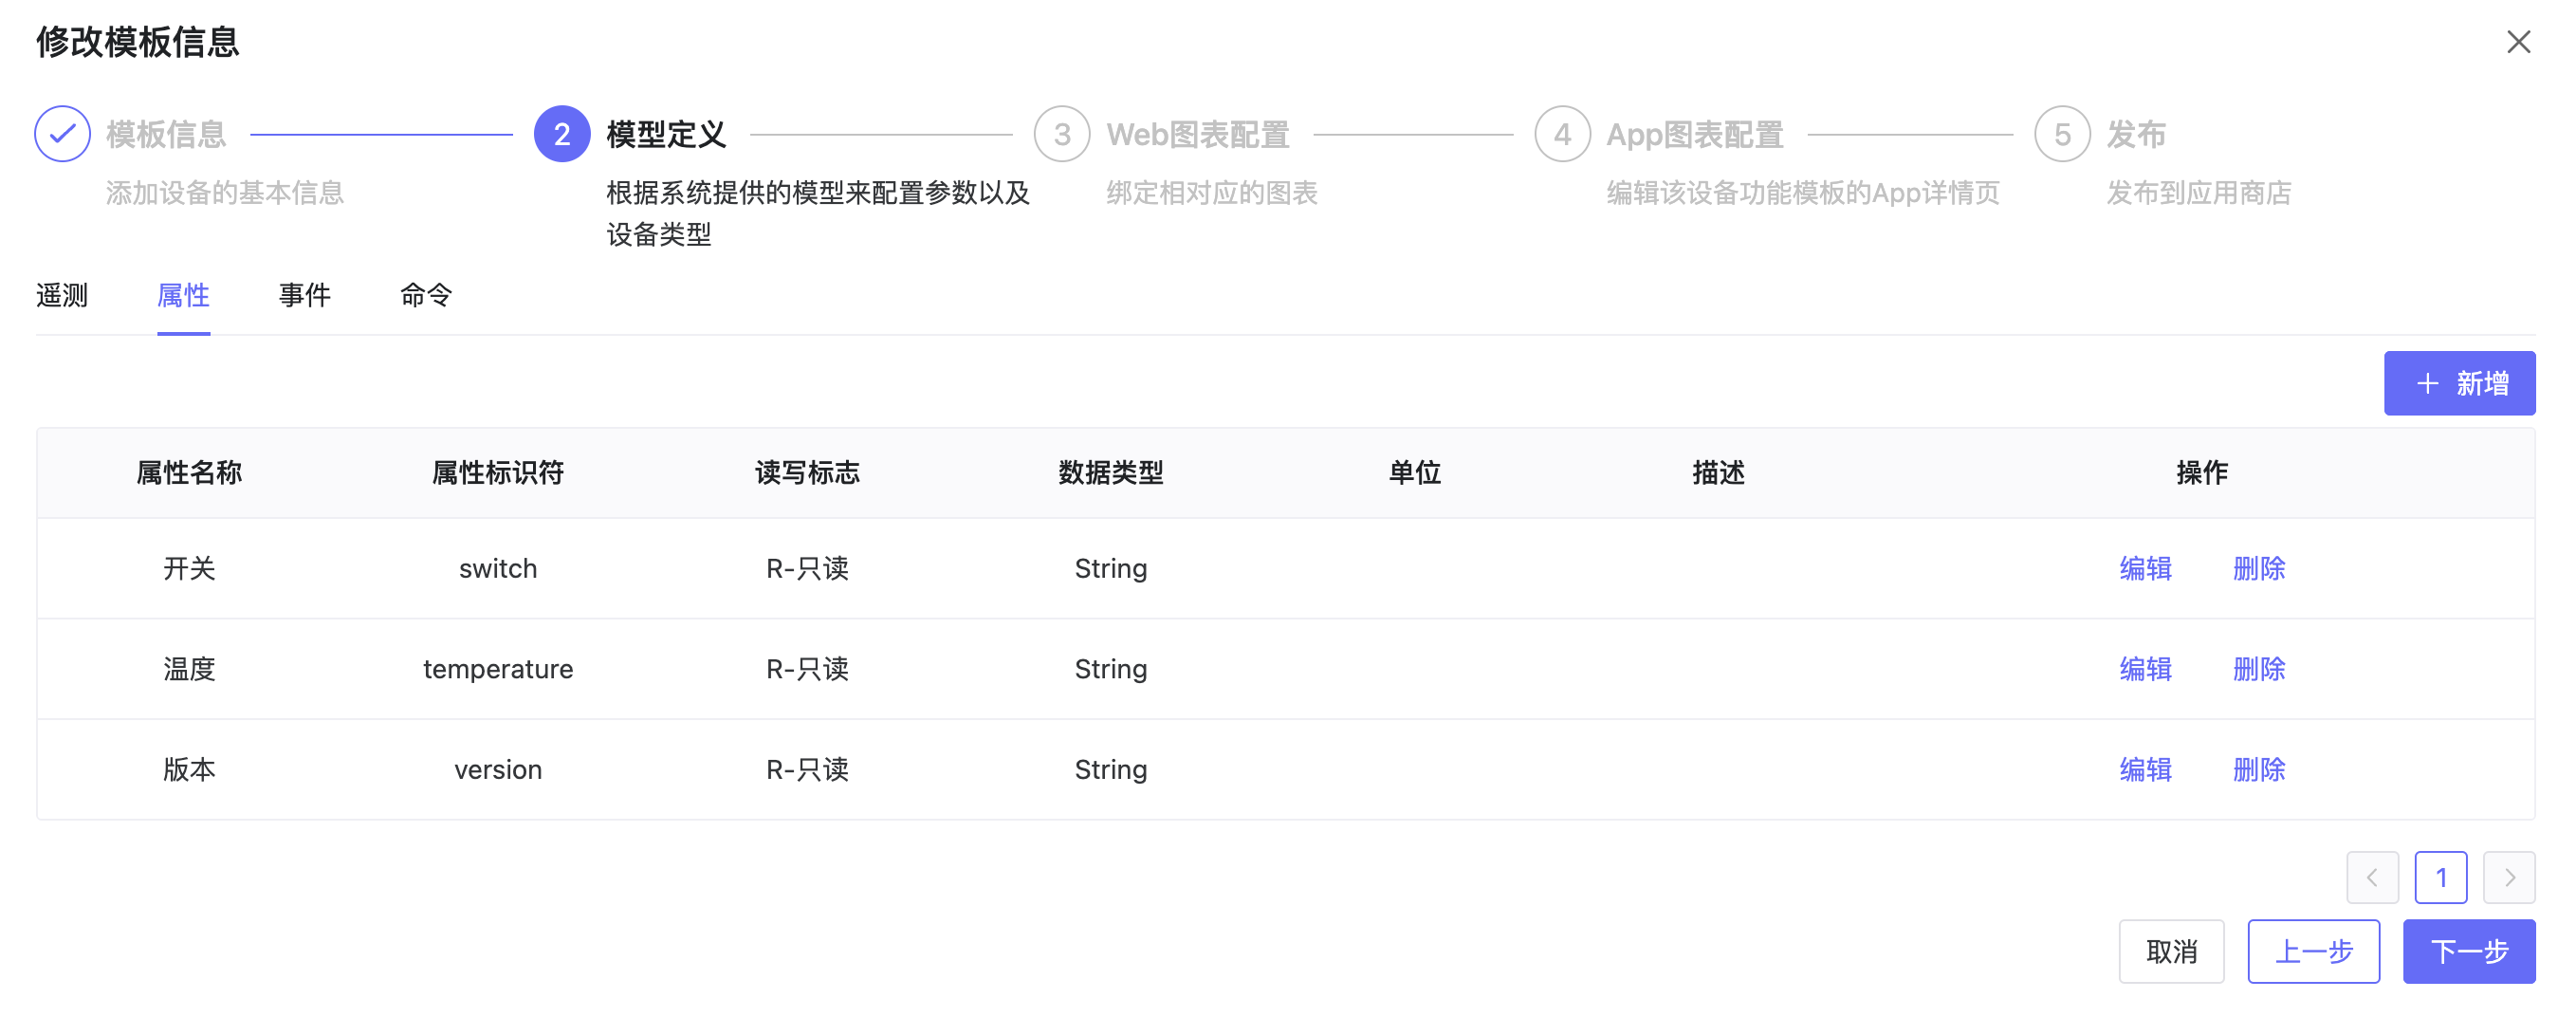 修改模板信息
模板信息
添加设备的基本信息
2 模型定义
根据系统提供的模型来配置参数以及
设备类型
3 Web图表配置
绑定相对应的图表
4 App图表配置
编辑该设备功能模板的App详情页
5 发布
发布到应用商店
遥测 属性 事件 命令
新增
属性名称 属性标识符 读写标志 数据类型 单位 描述 操作
开关 switch R-只读 String 编辑 删除
温度 temperature R-只读 String 编辑 删除
版本 version R-只读 String 编辑 删除
1
取消 上一步 下一步